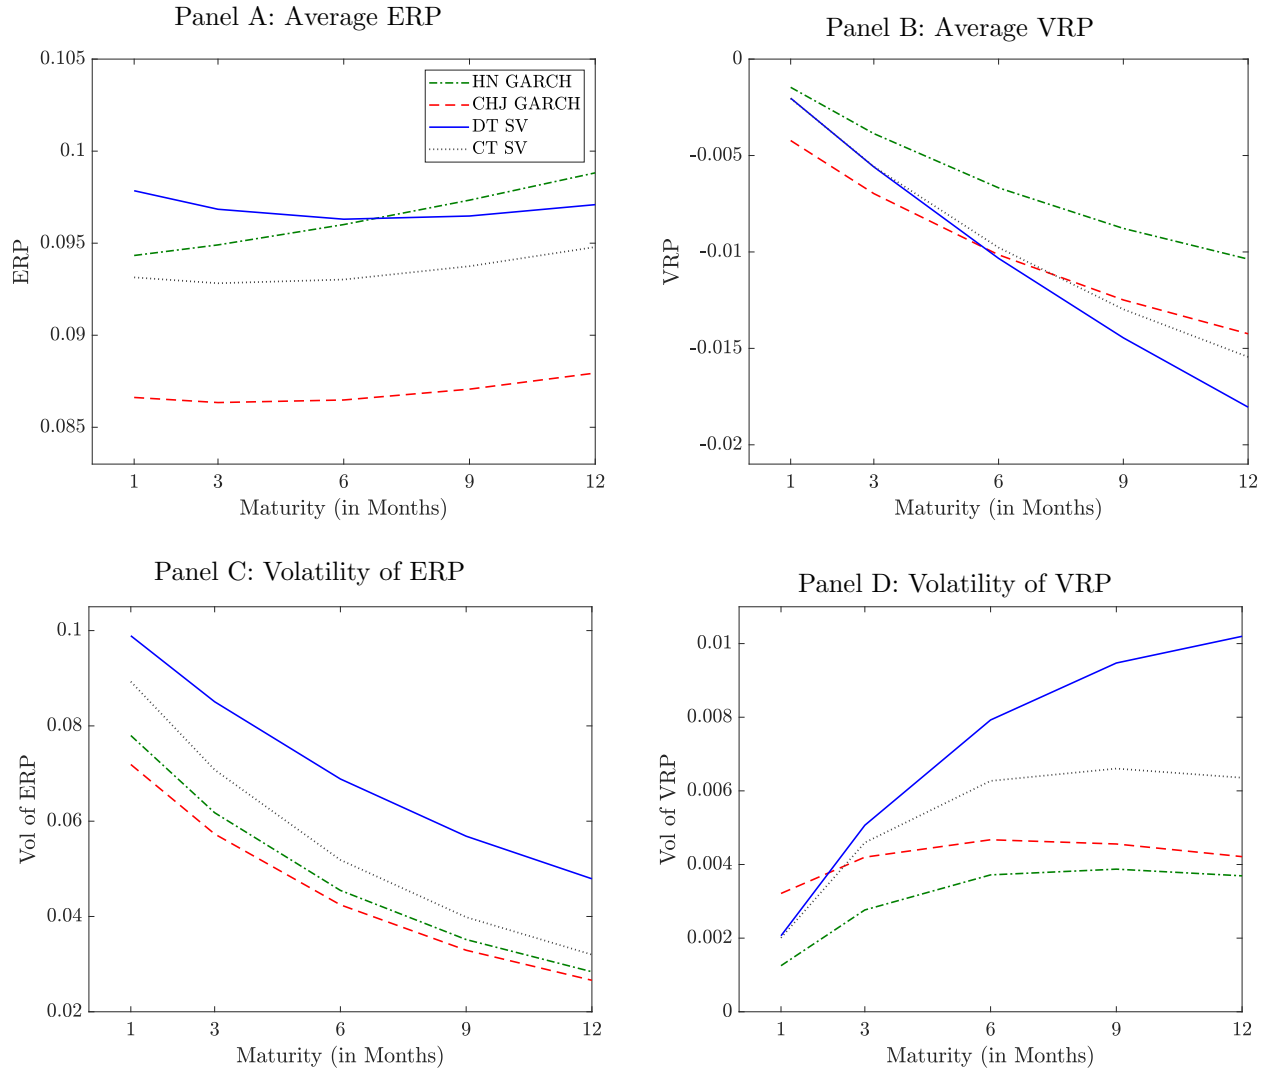 Panel A: Average ERP
0.105
0.1
0.095
0.09
0.085
ERP
HN GARCH
CHJ GARCH
DT SV
CT SV
1 3 6 9 12
Maturity (in Months)
Panel B: Average VRP
0
-0.005
-0.01
-0.015
-0.02
VRP
1 3 6 9 12
Maturity (in Months)
Panel C: Volatility of ERP
0.1
0.08
0.06
0.04
0.02
Vol of ERP
1 3 6 9 12
Maturity (in Months)
Panel D: Volatility of VRP
0.01
0.008
0.006
0.004
0.002
0
Vol of VRP
1 3 6 9 12
Maturity (in Months)